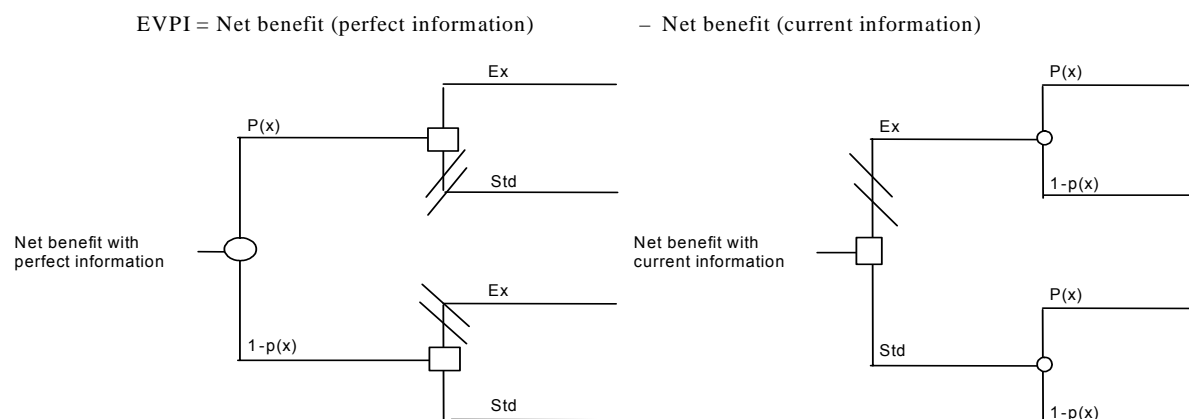 EVPI = Net benefit (perfect information) – Net benefit (current information)
Ex
P(x)
Std
Net benefit with
perfect information
Ex
1-p(x)
Std
P(x)
Ex
1-p(x)
Net benefit with
current information
P(x)
Std
1-p(x)